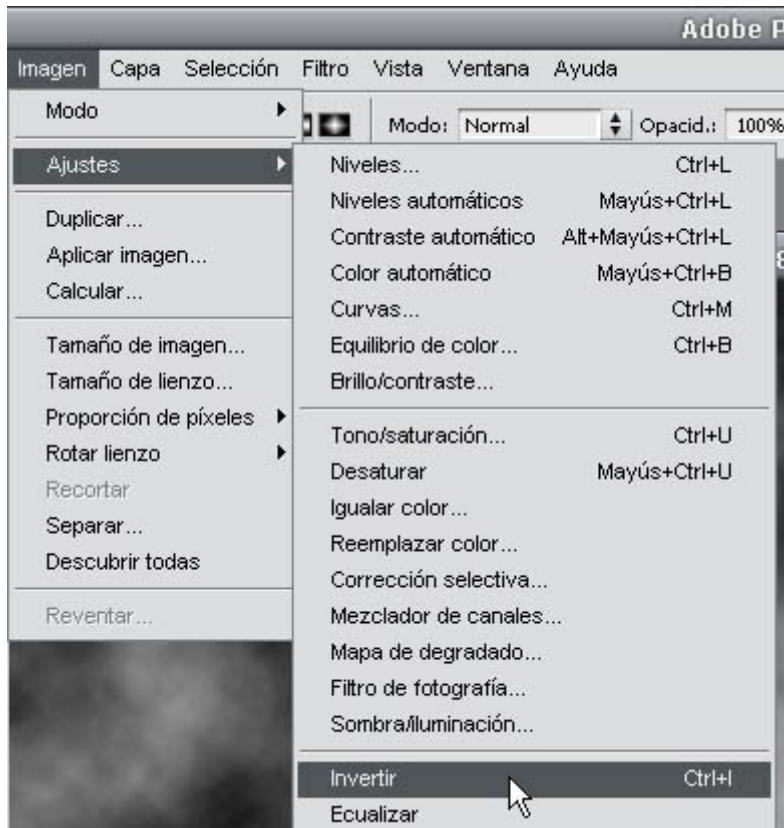 Adobe P
Imagen Capa Selección Filtro Vista Ventana Ayuda
Modo: Normal Opacid.: 100%
Modo
Ajustes
Duplicar...
Aplicar imagen...
Calcular...
Tamaño de imagen...
Tamaño de lienzo...
Proporción de píxeles
Rotar lienzo
Recortar
Separar...
Descubrir todas
Reventar...
Niveles... Ctrl+L
Niveles automáticos Mayús+Ctrl+L
Contraste automático Alt+Mayús+Ctrl+L
Color automático Mayús+Ctrl+B
Curvas... Ctrl+M
Equilibrio de color... Ctrl+B
Brillo/contraste...
Tono/saturación... Ctrl+U
Desaturar Mayús+Ctrl+U
Igualar color...
Reemplazar color...
Corrección selectiva...
Mezclador de canales...
Mapa de degradado...
Filtro de fotografía...
Sombra/iluminación...
Invertir Ctrl+I
Ecualizar